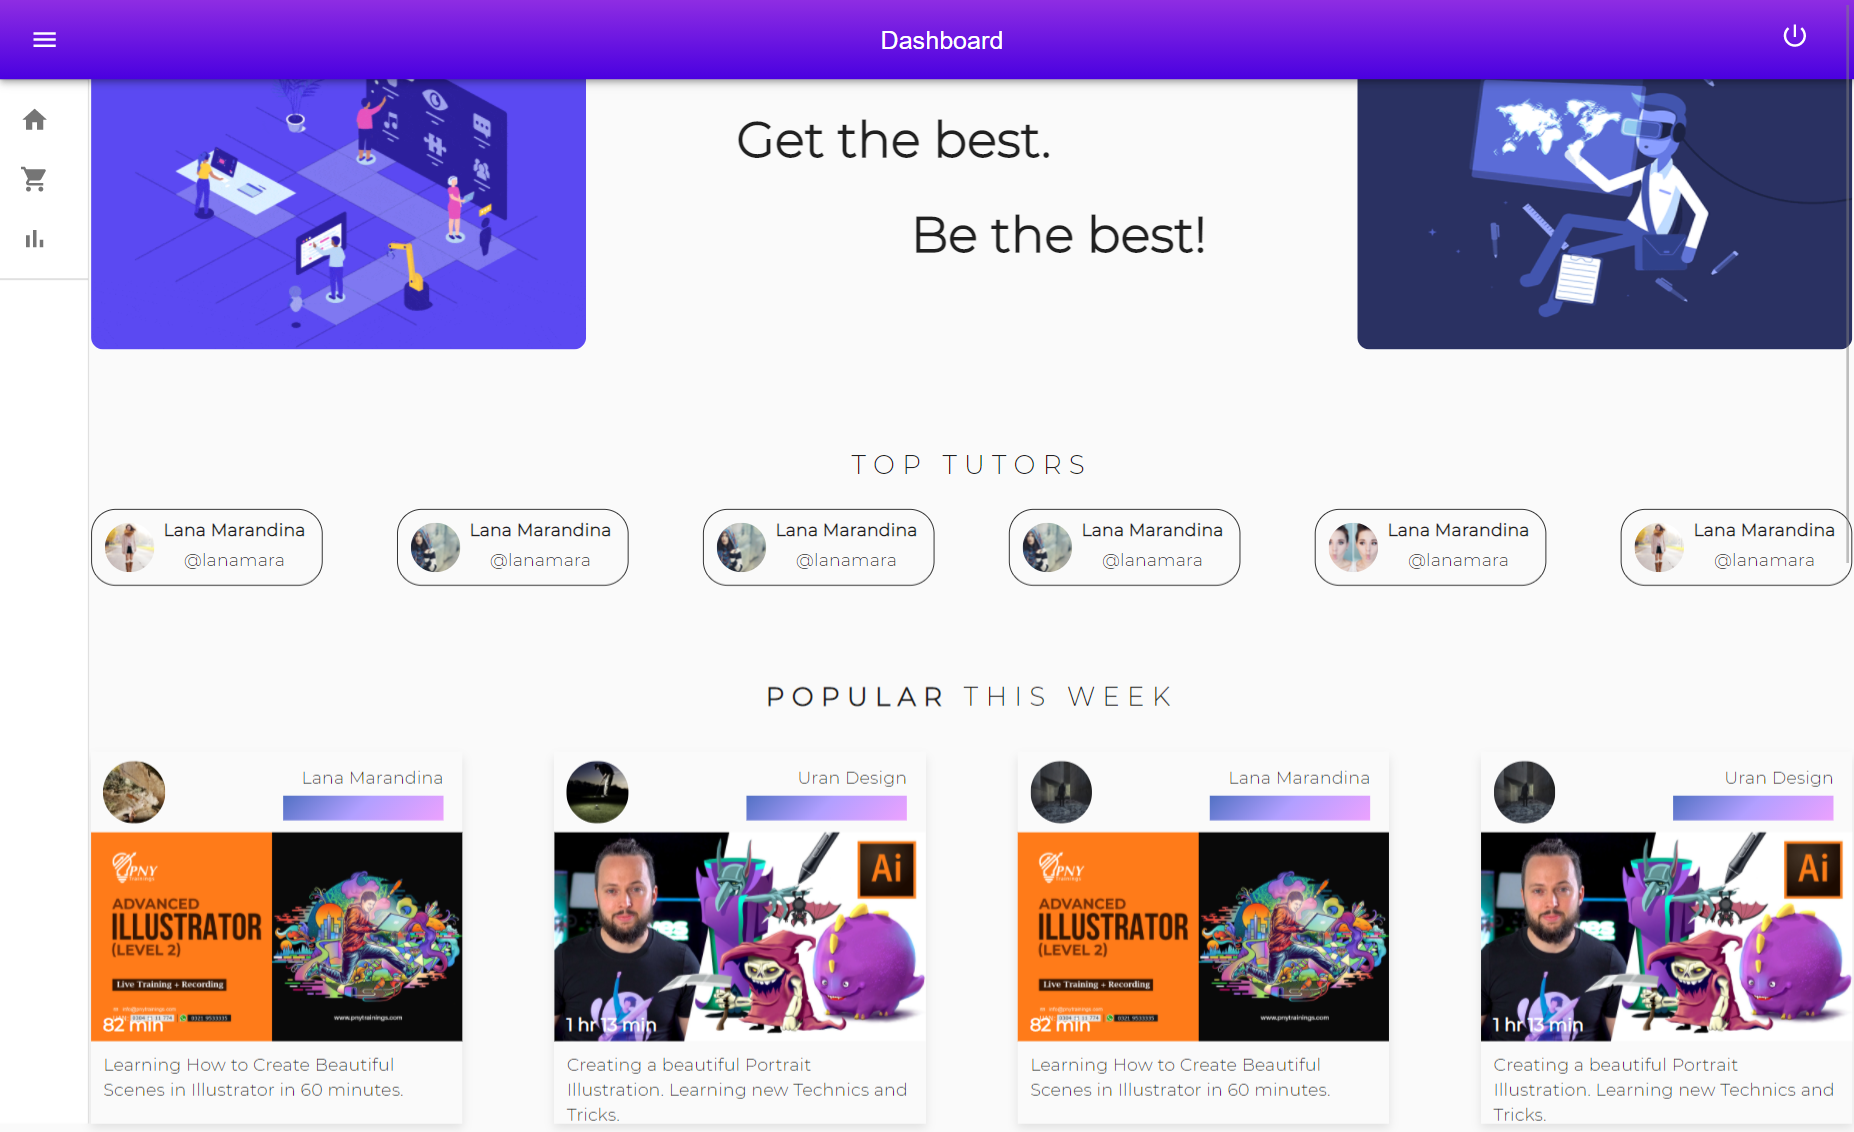 Dashboard
Get the best.
Be the best!
TOP TUTORS
Lana Marandina
@lanamara
Lana Marandina
@lanamara
Lana Marandina
@lanamara
Lana Marandina
@lanamara
Lana Marandina
@lanamara
Lana Marandina
@lanamara
POPULAR THIS WEEK
Lana Marandina
PNY
Trainings
ADVANCED
ILLUSTRATOR
(LEVEL 2)
Live Training + Recording
www.pnytrainings.com
0321 9533335
82 min
Learning How to Create Beautiful
Scenes in Illustrator in 60 minutes.
Uran Design
Ai
1 hr 13 min
Creating a beautiful Portrait
Illustration. Learning new Technics and
Tricks.
Lana Marandina
PNY
Trainings
ADVANCED
ILLUSTRATOR
(LEVEL 2)
Live Training + Recording
www.pnytrainings.com
0321 9533335
82 min
Learning How to Create Beautiful
Scenes in Illustrator in 60 minutes.
Uran Design
Ai
1 hr 13 min
Creating a beautiful Portrait
Illustration. Learning new Technics and
Tricks.